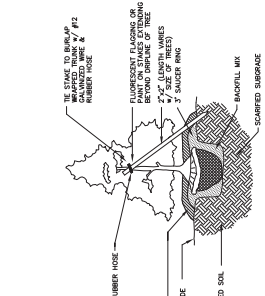 TIE STAKE TO BURLAP
WRAPPED TRUNK w/ #12
GALVANIZED WIRE &
RUBBER HOSE
FLUORESCENT FLAGGING OR
PAINT ON STAKES EXTENDING
BEYOND DRIPLINE OF TREE
2"x2" (LENGTH VARIES
w/ SIZE OF TREES)
3" SAUCER RING
BACKFILL MIX
SCARIFIED SUBGRADE
UBBER HOSE
DE
ED SOIL